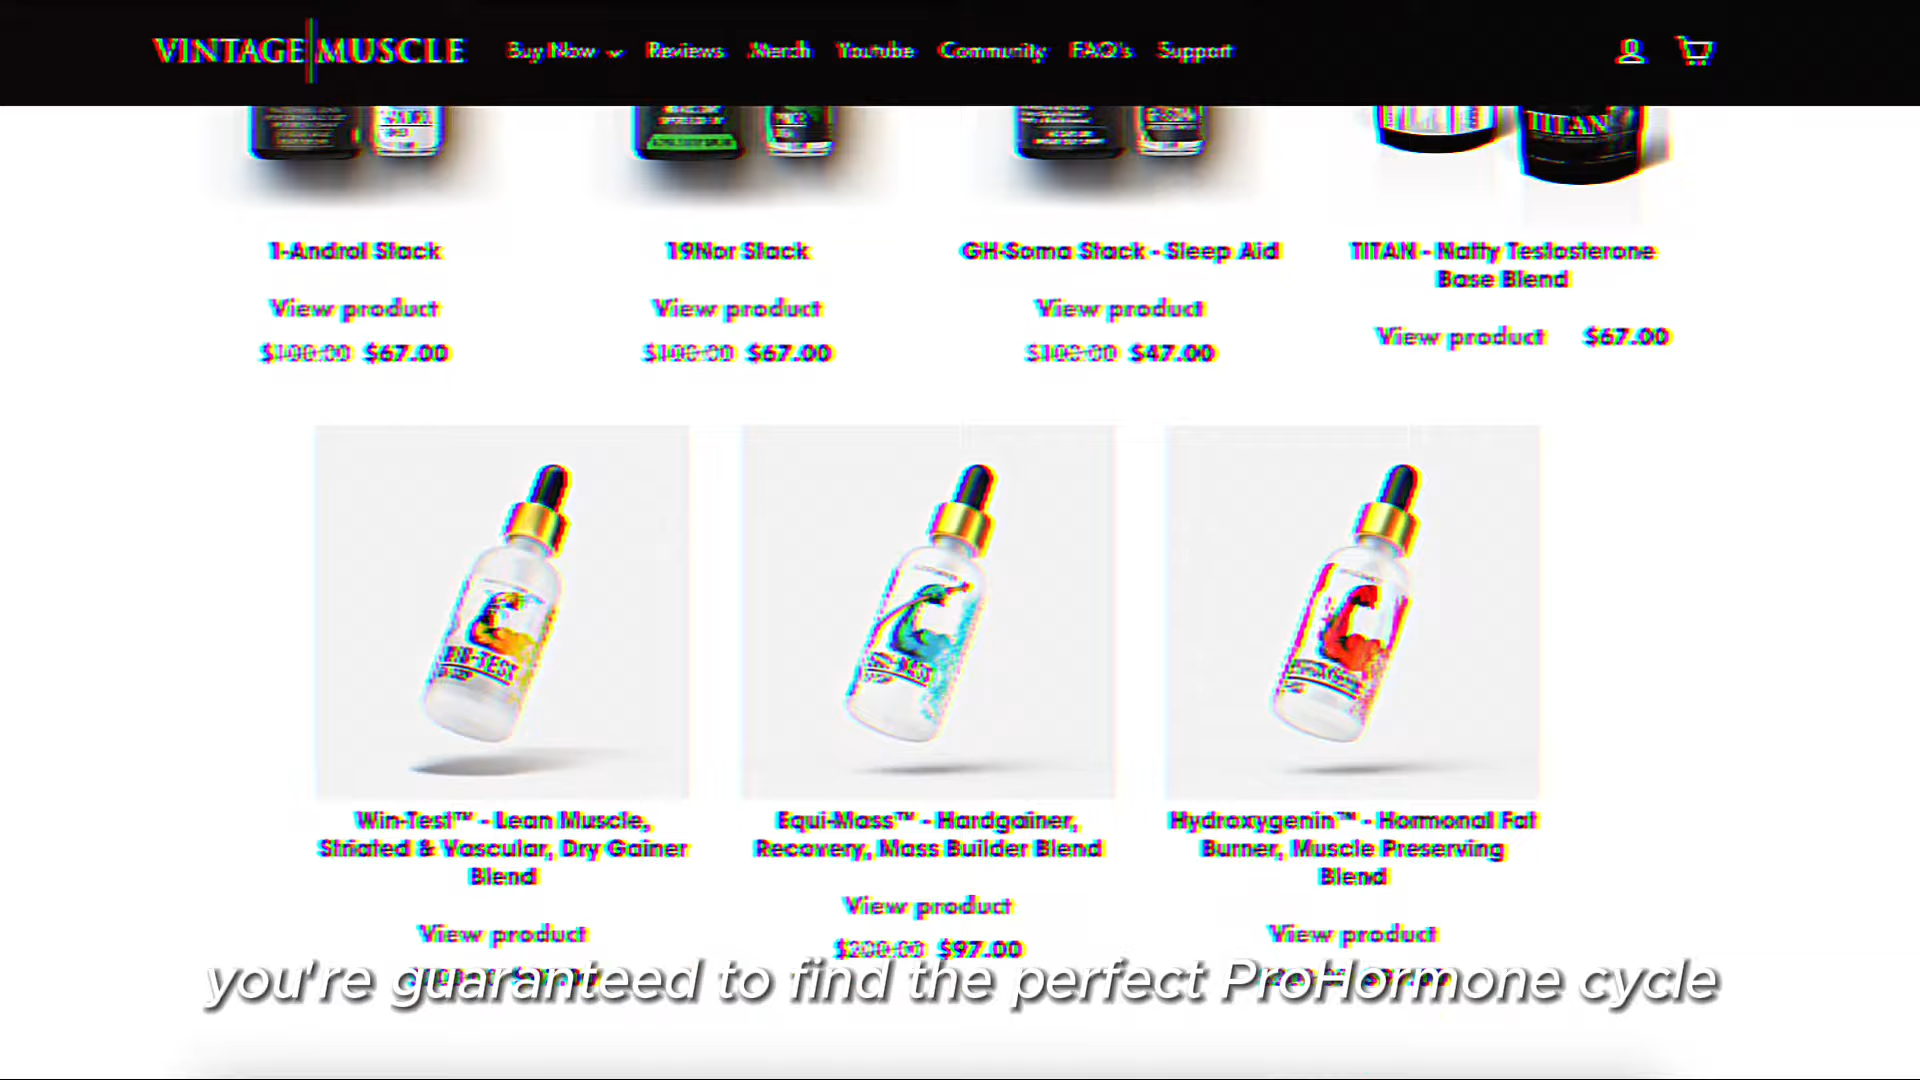 VINTAGE MUSCLE
Buy Now Reviews Merch Youtube Community FAQ's Support
TITAN
1-Androl Stack
19Nor Stack
GH-Soma Stack - Sleep Aid
TITAN - Natty Testosterone
Base Blend
View product
View product
View product
View product $67.00
$100.00 $67.00
$100.00 $67.00
$100.00 $47.00
WIN-TEST
Win-Test™ - Lean Muscle,
Striated & Vascular, Dry Gainer
Blend
Equi-Mass™ - Hardgainer,
Recovery, Mass Builder Blend
Hydroxygenin™ - Hormonal Fat
Burner, Muscle Preserving
Blend
View product
View product
View product
$200.00 $97.00
you're guaranteed to find the perfect ProHormone cycle